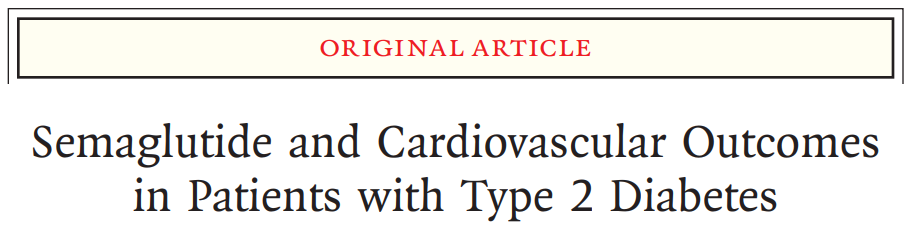 ORIGINAL ARTICLE
Semaglutide and Cardiovascular Outcomes
in Patients with Type 2 Diabetes